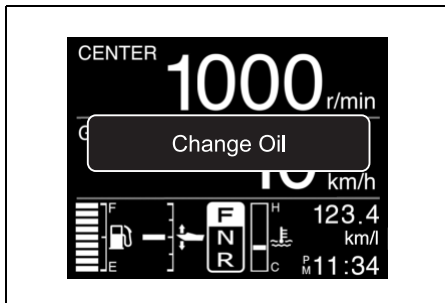 CENTER
1000 r/min
Change Oil
km/h
F
E
F
N
R
H
C
123.4
km/l
PM 11:34